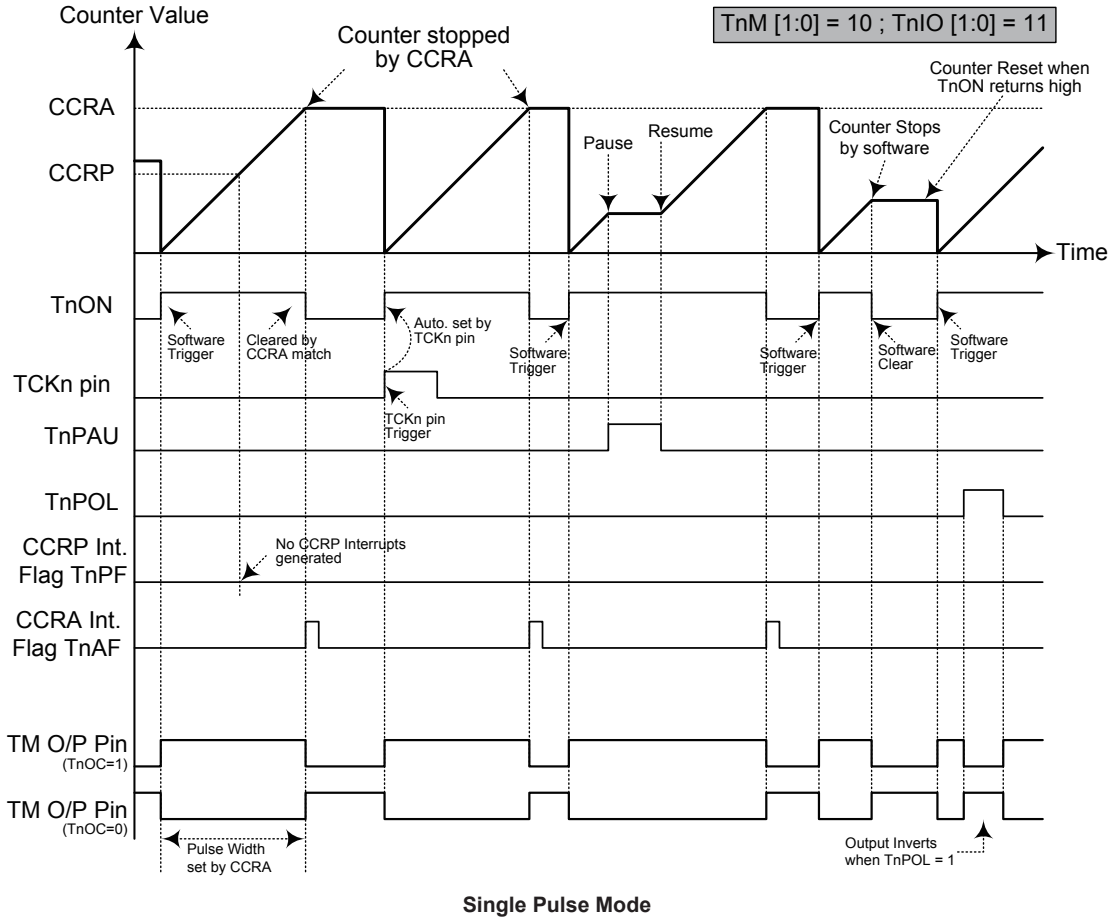 Counter Value
TnM [1:0] = 10 ; TnIO [1:0] = 11
Counter stopped
by CCRA
Counter Reset when
TnON returns high
CCRA
Pause
Resume
Counter Stops
by software
CCRP
Time
TnON
Software
Trigger
Cleared by
CCRA match
Auto. set by
TCKn pin
Software
Trigger
Software
Trigger
Software
Clear
Software
Trigger
TCKn pin
TCKn pin
Trigger
TnPAU
TnPOL
CCRP Int.
Flag TnPF
No CCRP Interrupts
generated
CCRA Int.
Flag TnAF
TM O/P Pin
(TnOC=1)
TM O/P Pin
(TnOC=0)
Pulse Width
set by CCRA
Output Inverts
when TnPOL = 1
Single Pulse Mode